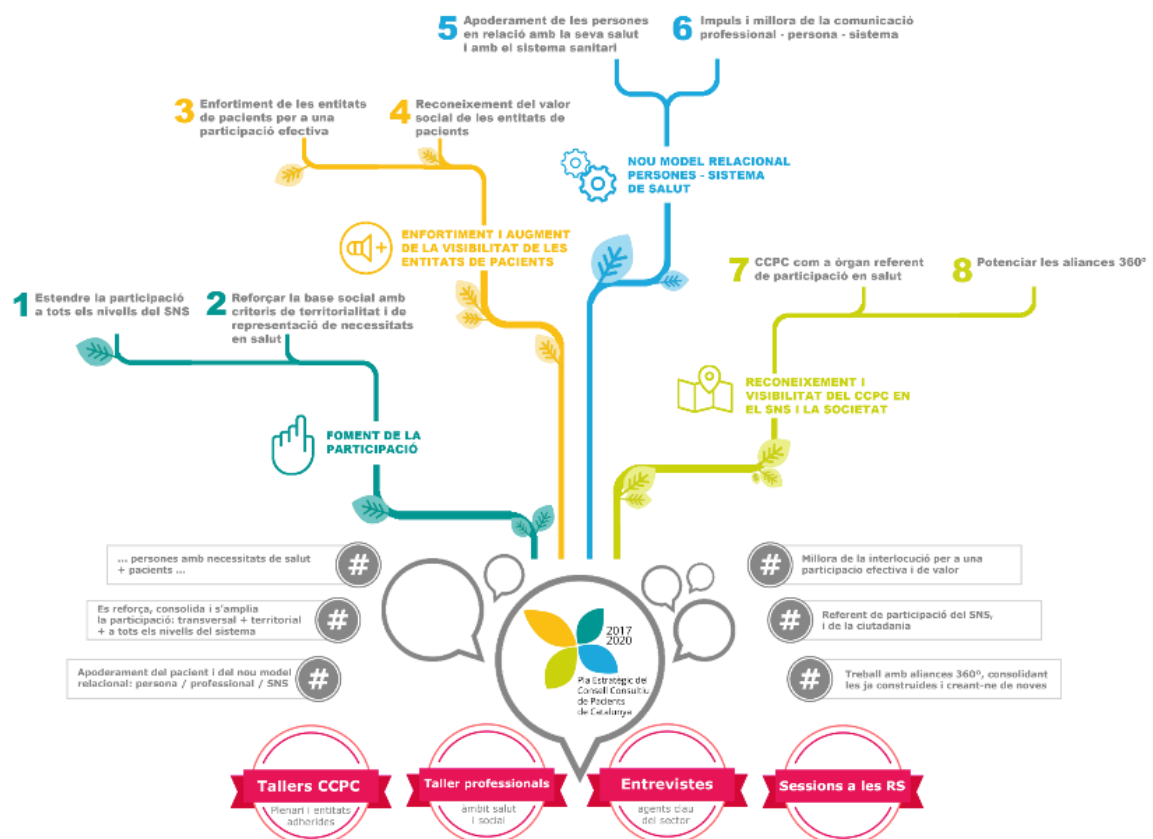 5 Apoderament de les persones
en relació amb la seva salut
i amb el sistema sanitari
6 Impuls i millora de la comunicació
professional - persona - sistema
3 Enfortiment de les entitats
de pacients per a una
participació efectiva
4 Reconeixement del valor
social de les entitats de
pacients
NOU MODEL RELACIONAL
PERSONES - SISTEMA
DE SALUT
ENFORTIMENT I AUGMENT
DE LA VISIBILITAT DE LES
ENTITATS DE PACIENTS
7 CCPC com a òrgan referent
de participació en salut
8 Potenciar les aliances 360º
1 Estendre la participació
a tots els nivells del SNS
2 Reforçar la base social amb
criteris de territorialitat i de
representació de necessitats
en salut
RECONEIXEMENT I
VISIBILITAT DEL CCPC EN
EL SNS I LA SOCIETAT
FOMENT DE LA
PARTICIPACIÓ
... persones amb necessitats de salut
+ pacients ...
#
Es reforça, consolida i s'amplia
la participació: transversal + territorial
+ a tots els nivells del sistema
#
Apoderament del pacient i del nou model
relacional: persona / professional / SNS
#
2017
2020
Pla Estratègic del
Consell Consultiu
de Pacients
de Catalunya
#
Millora de la interlocució per a una
participacio efectiva i de valor
#
Referent de participació del SNS,
i de la ciutadania
#
Treball amb aliances 360º, consolidant
les ja construides i creant-ne de noves
Tallers CCPC
Plenari i entitats
adherides
Taller professionals
àmbit salut
i social
Entrevistes
agents clau
del sector
Sessions a les RS